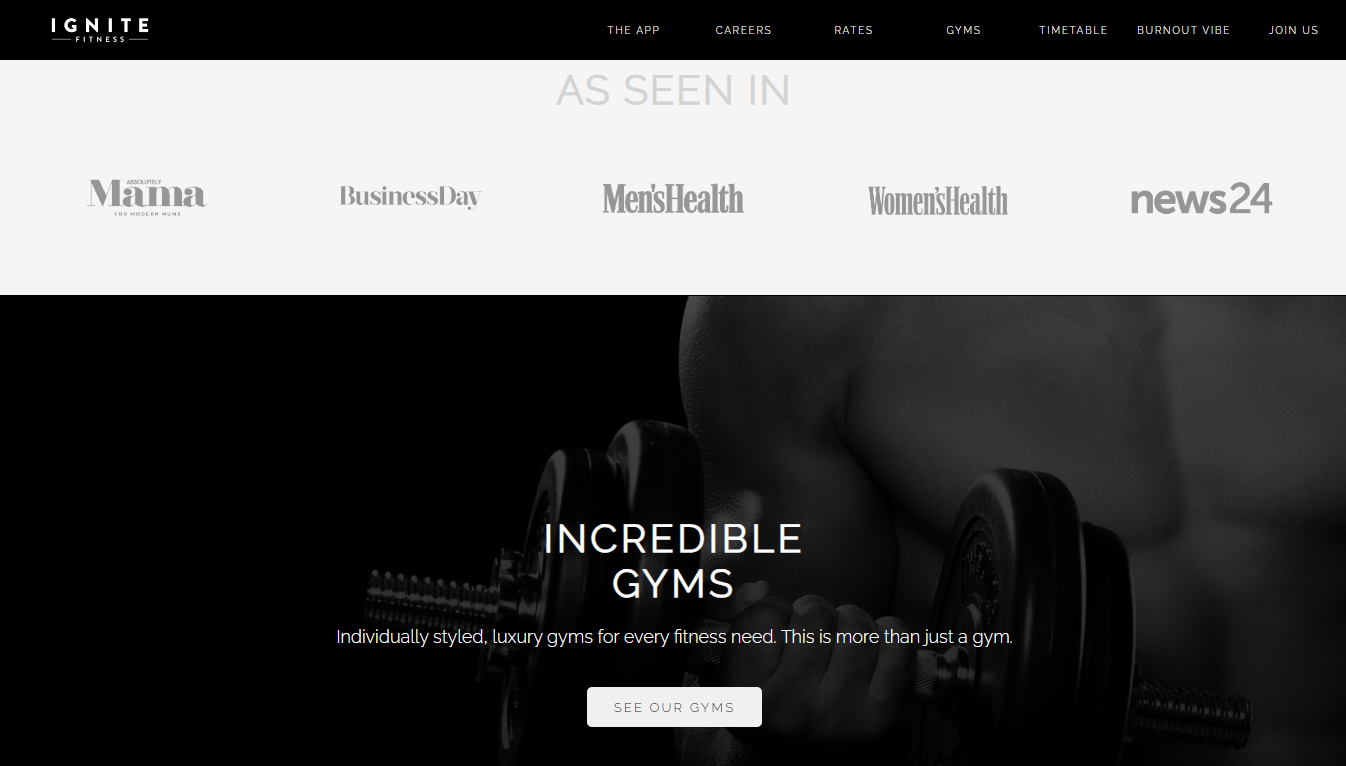 IGNITE
FITNESS
THE APP
CAREERS
RATES
GYMS
TIMETABLE
BURNOUT VIBE
JOIN US
AS SEEN IN
ABSOLUTELY
Mama
FOR MODERN MUMS
BusinessDay
Men'sHealth
Women'sHealth
news24
INCREDIBLE
GYMS
Individually styled, luxury gyms for every fitness need. This is more than just a gym.
SEE OUR GYMS